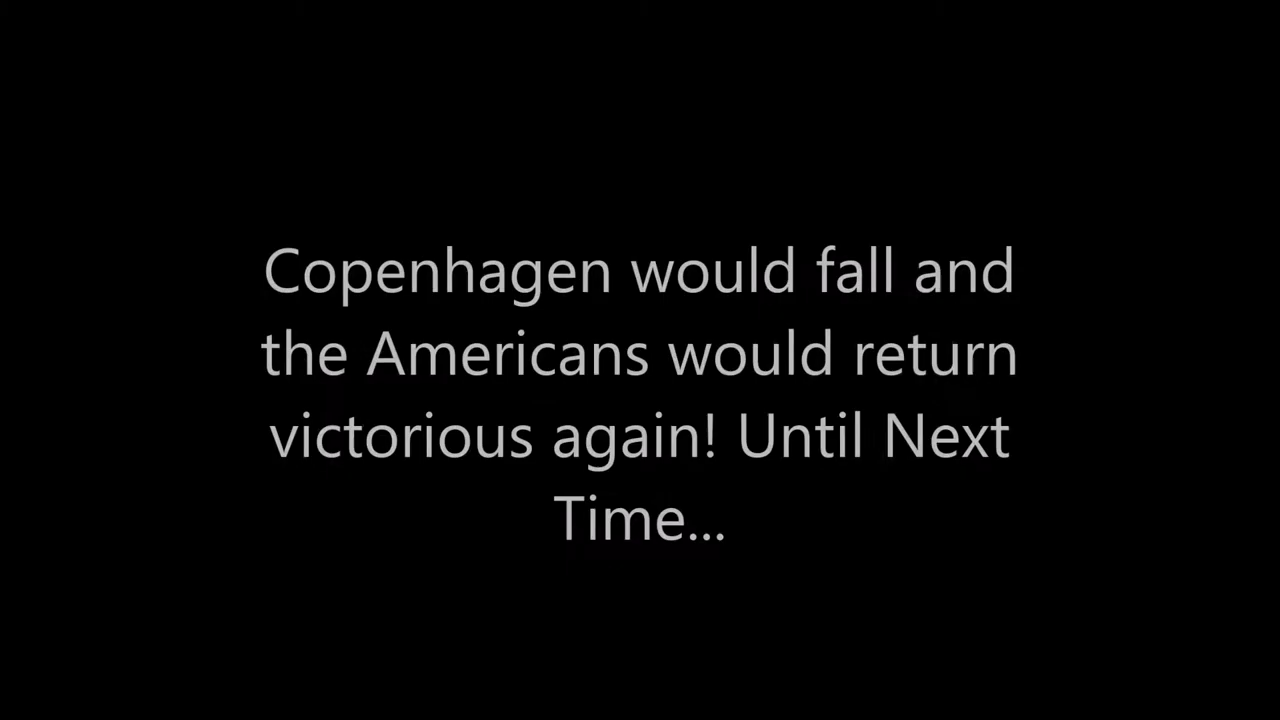 Copenhagen would fall and
the Americans would return
victorious again! Until Next
Time...